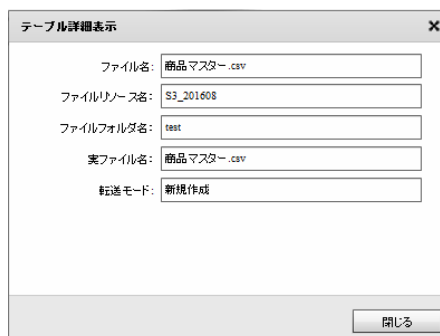 テーブル詳細表示
ファイル名: 商品マスター.csv
ファイルリソース名: S3_201608
ファイルフォルダ名: test
実ファイル名: 商品マスター.csv
転送モード: 新規作成
閉じる